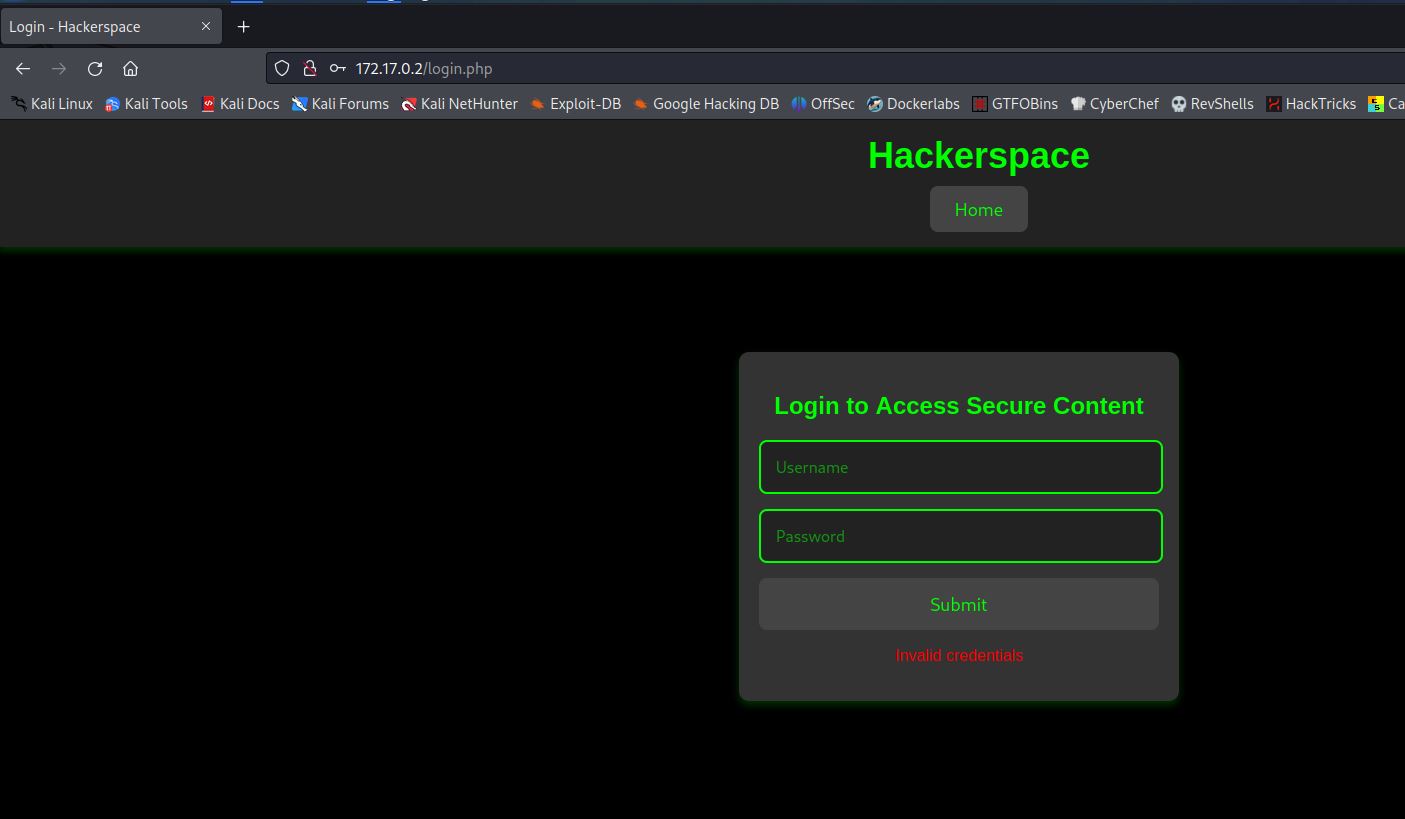 Login - Hackerspace
172.17.0.2/login.php
Kali Linux Kali Tools Kali Docs Kali Forums Kali NetHunter Exploit-DB Google Hacking DB OffSec Dockerlabs GTFOBins CyberChef RevShells HackTricks Ca
Hackerspace
Home
Login to Access Secure Content
Username
Password
Submit
Invalid credentials